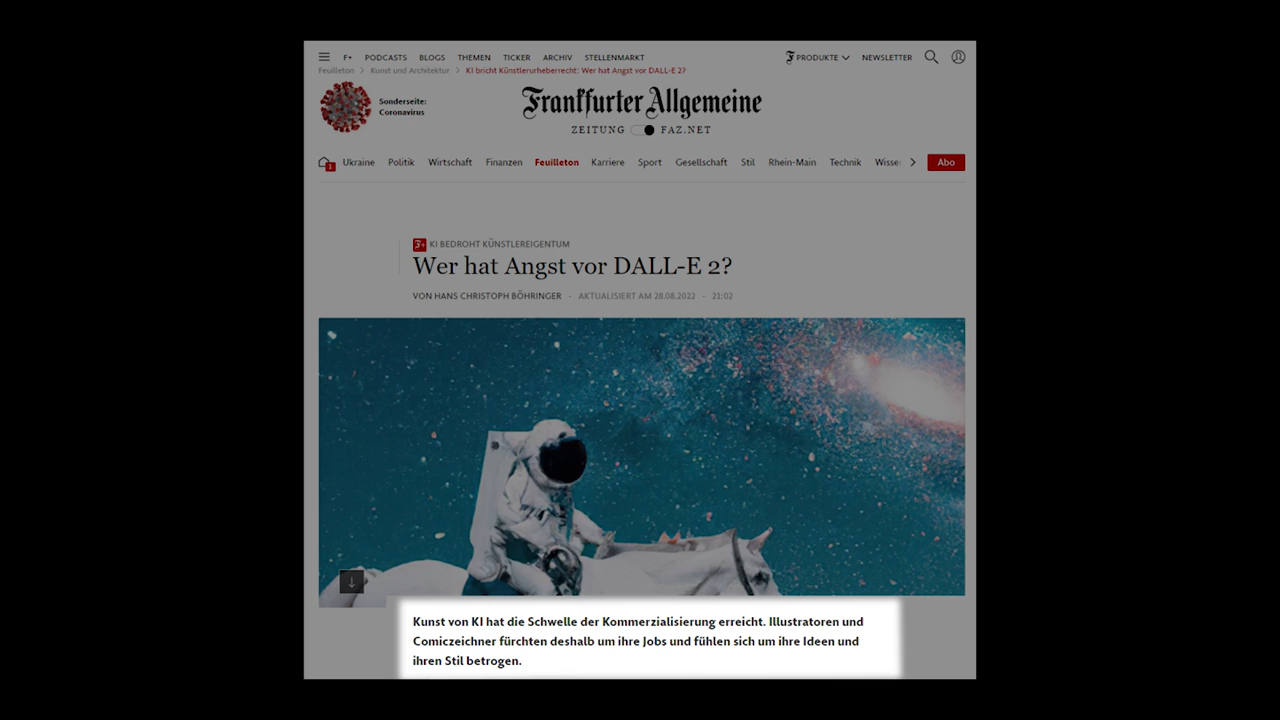 F+ PODCASTS BLOGS THEMEN TICKER ARCHIV STELLENMARKT PRODUKTE NEWSLETTER
Feuilleton > Kunst und Architektur > KI bricht Künstlerurheberrecht: Wer hat Angst vor DALL-E 2?
Sonderseite:
Coronavirus
Frankfurter Allgemeine
ZEITUNG FAZ.NET
1 Ukraine Politik Wirtschaft Finanzen Feuilleton Karriere Sport Gesellschaft Stil Rhein-Main Technik Wisse Abo
F+ KI BEDROHT KÜNSTLEREIGENTUM
Wer hat Angst vor DALL-E 2?
VON HANS CHRISTOPH BÖHRINGER - AKTUALISIERT AM 28.08.2022 - 21:02
Kunst von KI hat die Schwelle der Kommerzialisierung erreicht. Illustratoren und
Comiczeichner fürchten deshalb um ihre Jobs und fühlen sich um ihre Ideen und
ihren Stil betrogen.